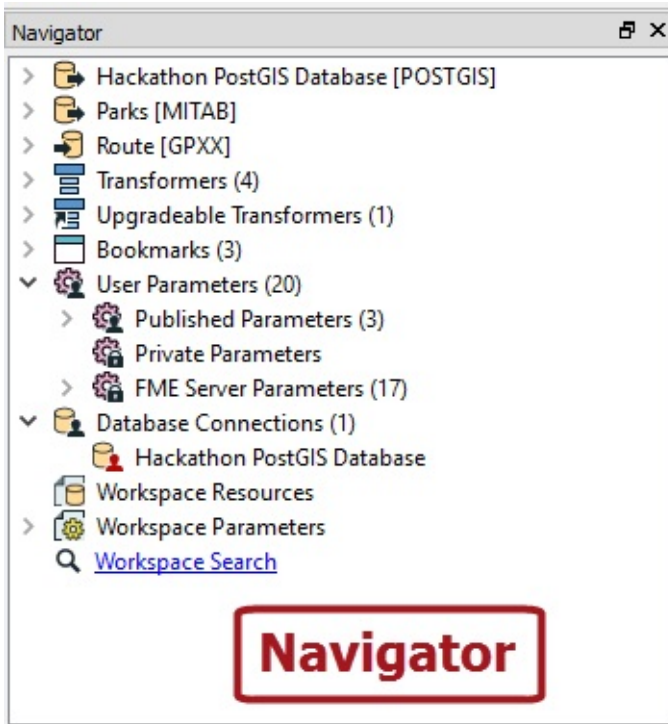 Navigator
Hackathon PostGIS Database [POSTGIS]
Parks [MITAB]
Route [GPXX]
Transformers (4)
Upgradeable Transformers (1)
Bookmarks (3)
User Parameters (20)
Published Parameters (3)
Private Parameters
FME Server Parameters (17)
Database Connections (1)
Hackathon PostGIS Database
Workspace Resources
Workspace Parameters
Workspace Search
Navigator